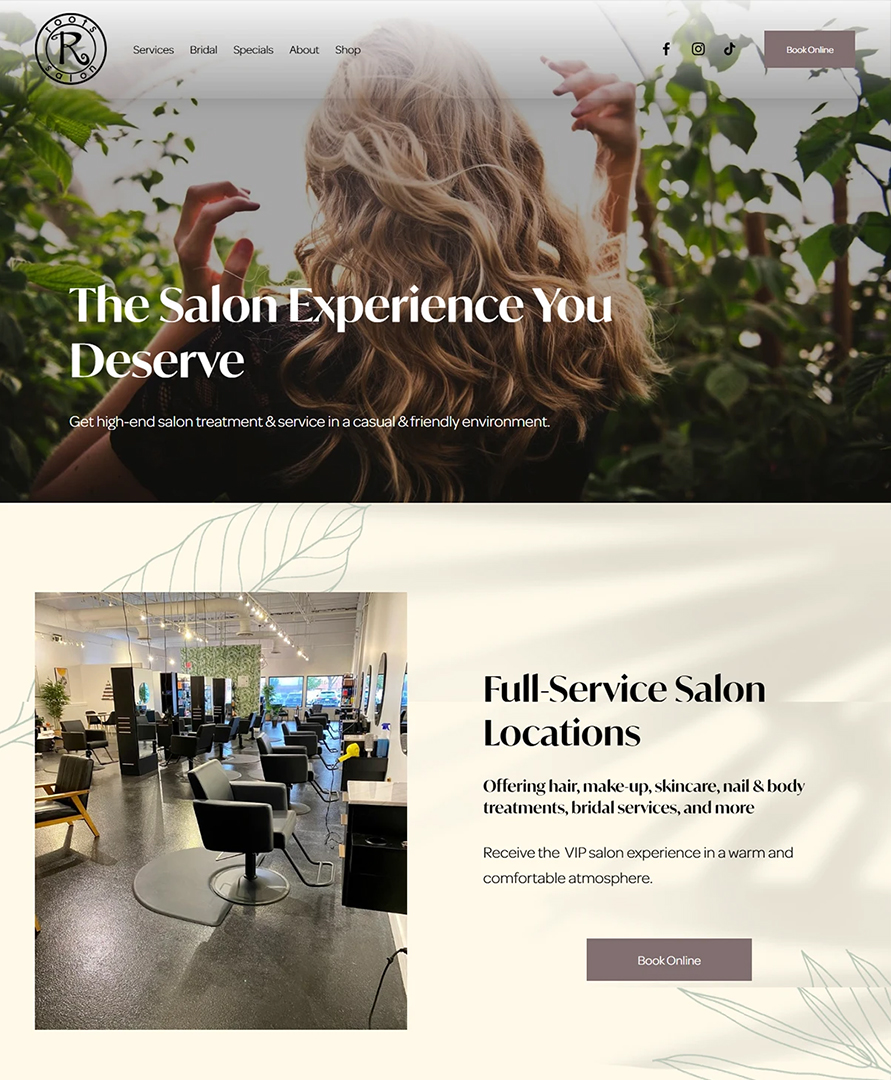 roots
R
salon
Services Bridal Specials About Shop
Book Online
The Salon Experience You
Deserve
Get high-end salon treatment & service in a casual & friendly environment.
Full-Service Salon
Locations
Offering hair, make-up, skincare, nail & body
treatments, bridal services, and more
Receive the VIP salon experience in a warm and
comfortable atmosphere.
Book Online